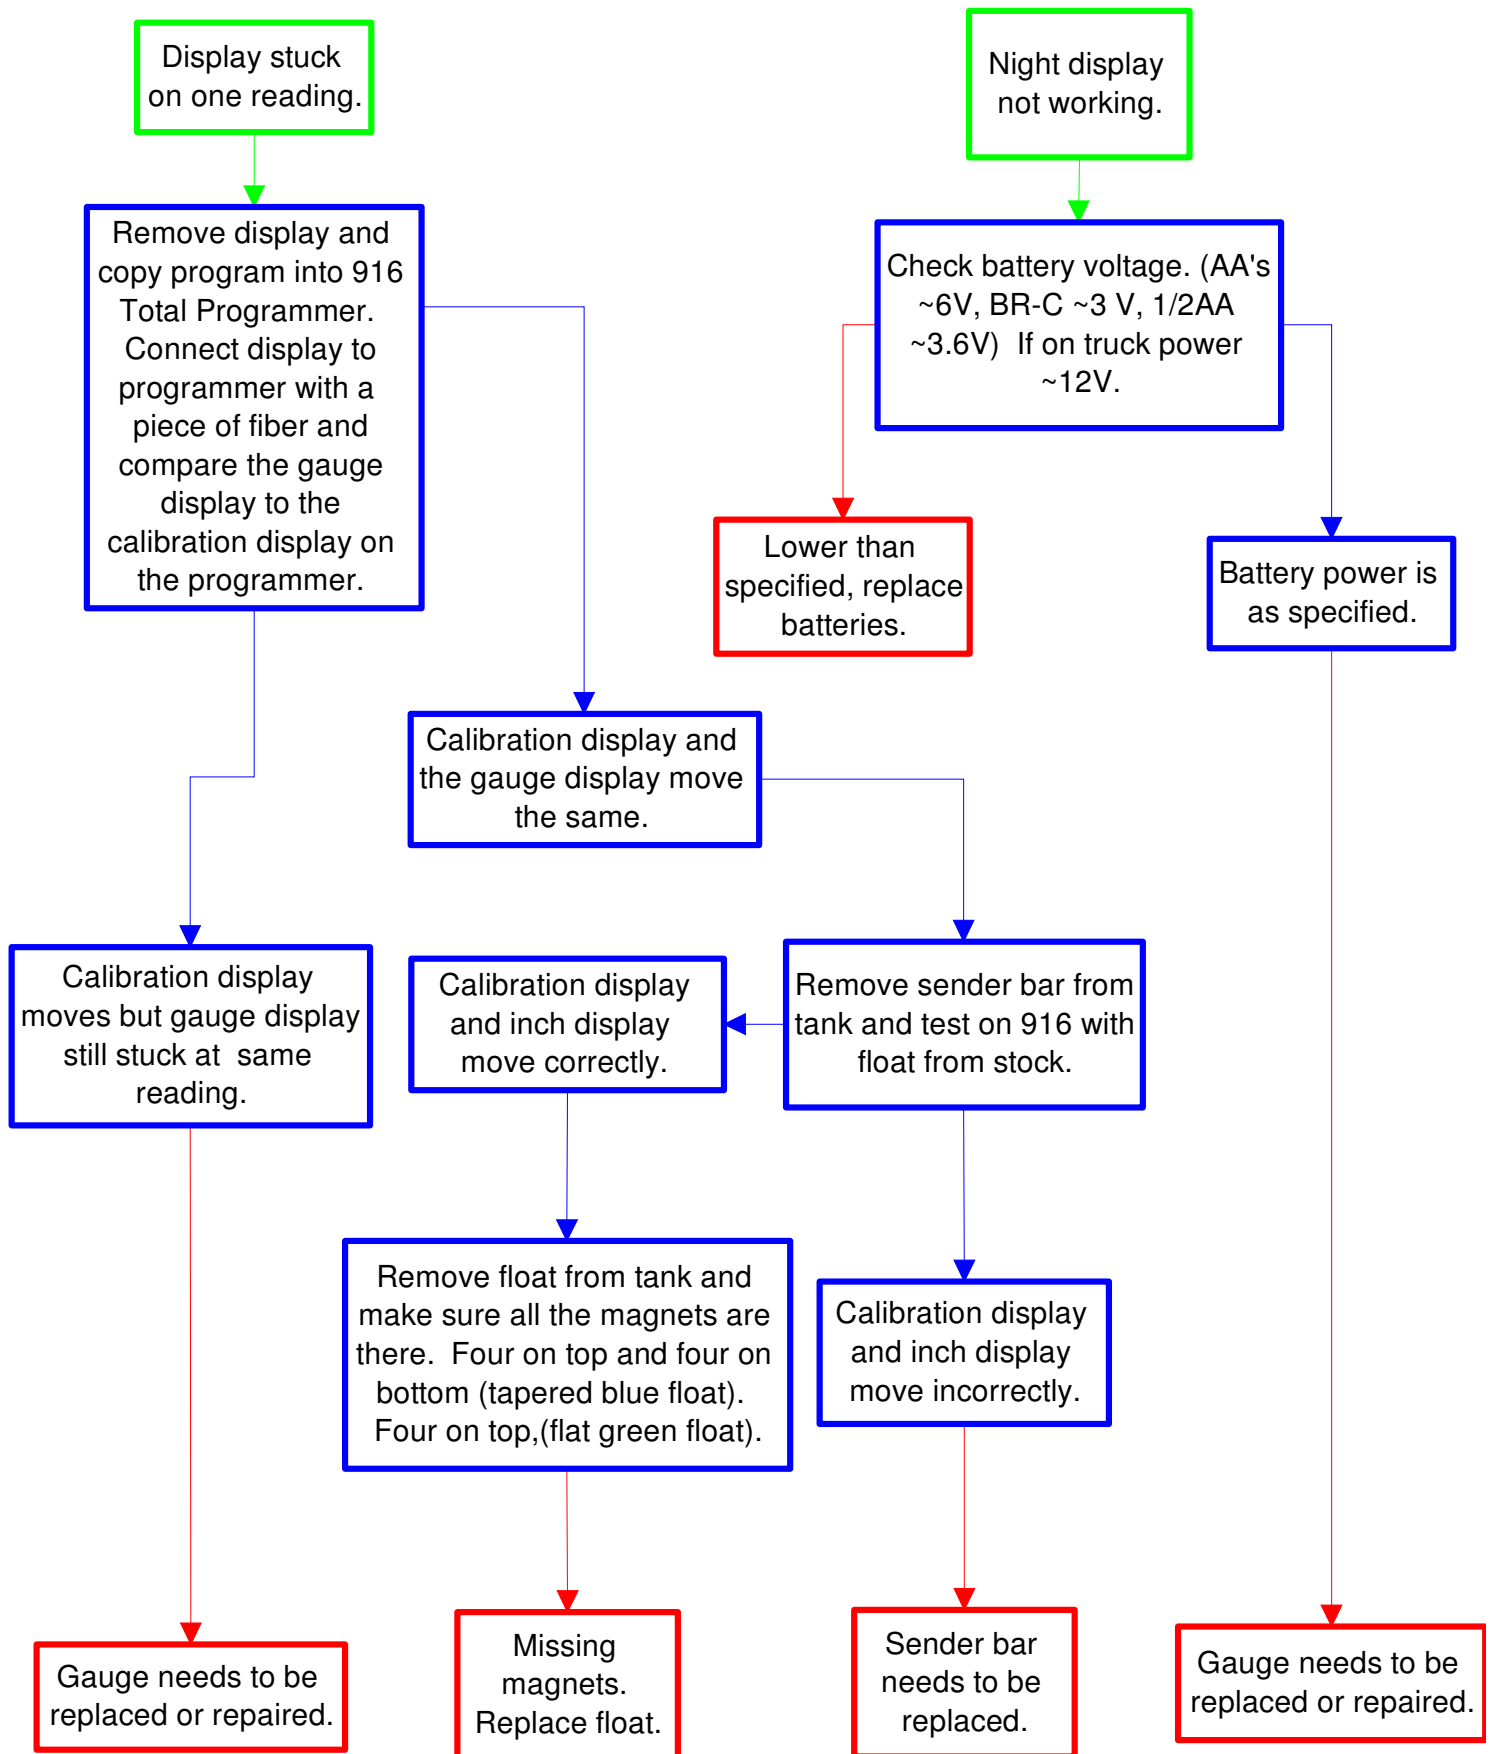 Display stuck
on one reading.
Night display
not working.
Remove display and
copy program into 916
Total Programmer.
Connect display to
programmer with a
piece of fiber and
compare the gauge
display to the
calibration display on
the programmer.
Check battery voltage. (AA's
~6V, BR-C ~3 V, 1/2AA
~3.6V)  If on truck power
~12V.
Lower than
specified, replace
batteries.
Battery power is
as specified.
Calibration display and
the gauge display move
the same.
Calibration display
moves but gauge display
still stuck at  same
reading.
Calibration display
and inch display
move correctly.
Remove sender bar from
tank and test on 916 with
float from stock.
Remove float from tank and
make sure all the magnets are
there.  Four on top and four on
bottom (tapered blue float).
Four on top,(flat green float).
Calibration display
and inch display
move incorrectly.
Gauge needs to be
replaced or repaired.
Missing
magnets.
Replace float.
Sender bar
needs to be
replaced.
Gauge needs to be
replaced or repaired.